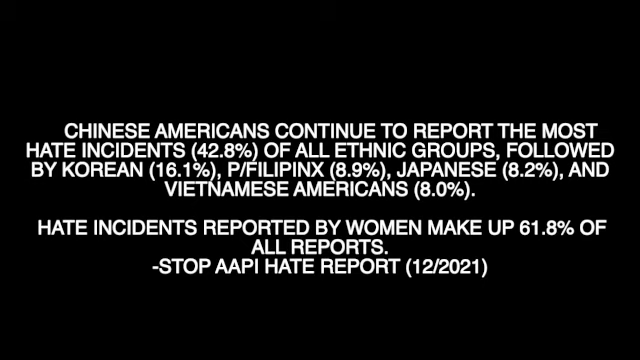 CHINESE AMERICANS CONTINUE TO REPORT THE MOST
HATE INCIDENTS (42.8%) OF ALL ETHNIC GROUPS, FOLLOWED
BY KOREAN (16.1%), P/FILIPINX (8.9%), JAPANESE (8.2%), AND
VIETNAMESE AMERICANS (8.0%).
HATE INCIDENTS REPORTED BY WOMEN MAKE UP 61.8% OF
ALL REPORTS.
-STOP AAPI HATE REPORT (12/2021)